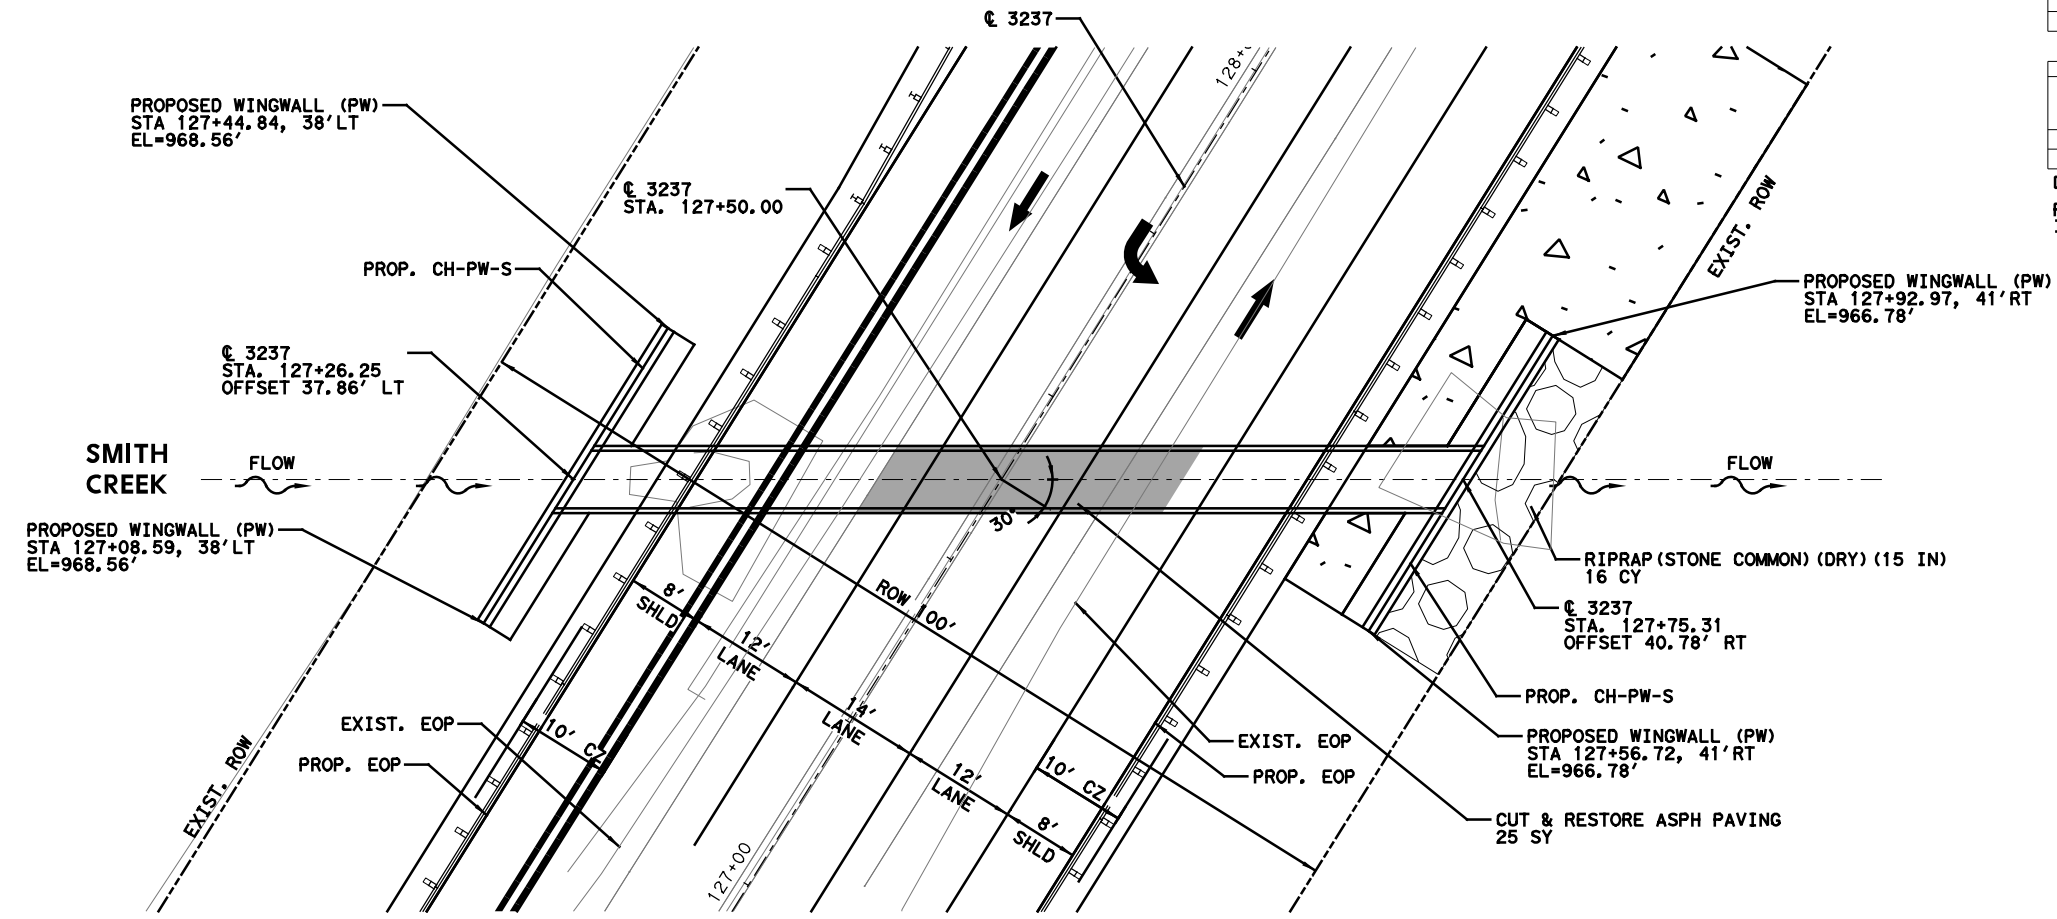 ℄ 3237
128+
PROPOSED WINGWALL (PW)
STA 127+44.84, 38'LT
EL=968.56'
℄ 3237
STA. 127+50.00
PROP. CH-PW-S
EXIST. ROW
PROPOSED WINGWALL (PW)
STA 127+92.97, 41'RT
EL=966.78'
℄ 3237
STA. 127+26.25
OFFSET 37.86' LT
SMITH
CREEK
FLOW
FLOW
30°
PROPOSED WINGWALL (PW)
STA 127+08.59, 38'LT
EL=968.56'
RIPRAP(STONE COMMON)(DRY)(15 IN)
16 CY
8'
SHLD
ROW 100'
℄ 3237
STA. 127+75.31
OFFSET 40.78' RT
12'
LANE
PROP. CH-PW-S
14'
LANE
EXIST. EOP
10' CZ
EXIST. EOP
PROPOSED WINGWALL (PW)
STA 127+56.72, 41'RT
EL=966.78'
PROP. EOP
EXIST. ROW
12'
LANE
10' CZ
PROP. EOP
8'
SHLD
CUT & RESTORE ASPH PAVING
25 SY
127+00